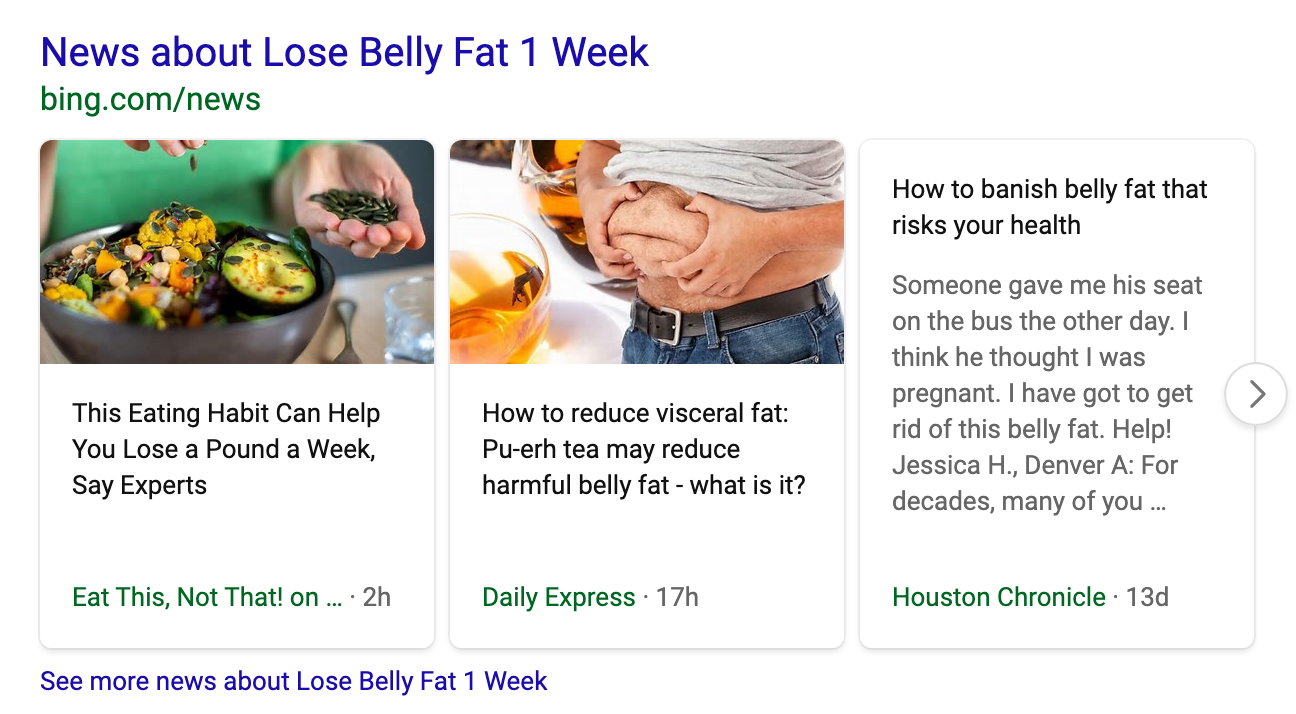 News about Lose Belly Fat 1 Week
bing.com/news
This Eating Habit Can Help
You Lose a Pound a Week,
Say Experts
Eat This, Not That! on ... · 2h
How to reduce visceral fat:
Pu-erh tea may reduce
harmful belly fat - what is it?
Daily Express · 17h
How to banish belly fat that
risks your health
Someone gave me his seat
on the bus the other day. I
think he thought I was
pregnant. I have got to get
rid of this belly fat. Help!
Jessica H., Denver A: For
decades, many of you ...
Houston Chronicle · 13d
See more news about Lose Belly Fat 1 Week